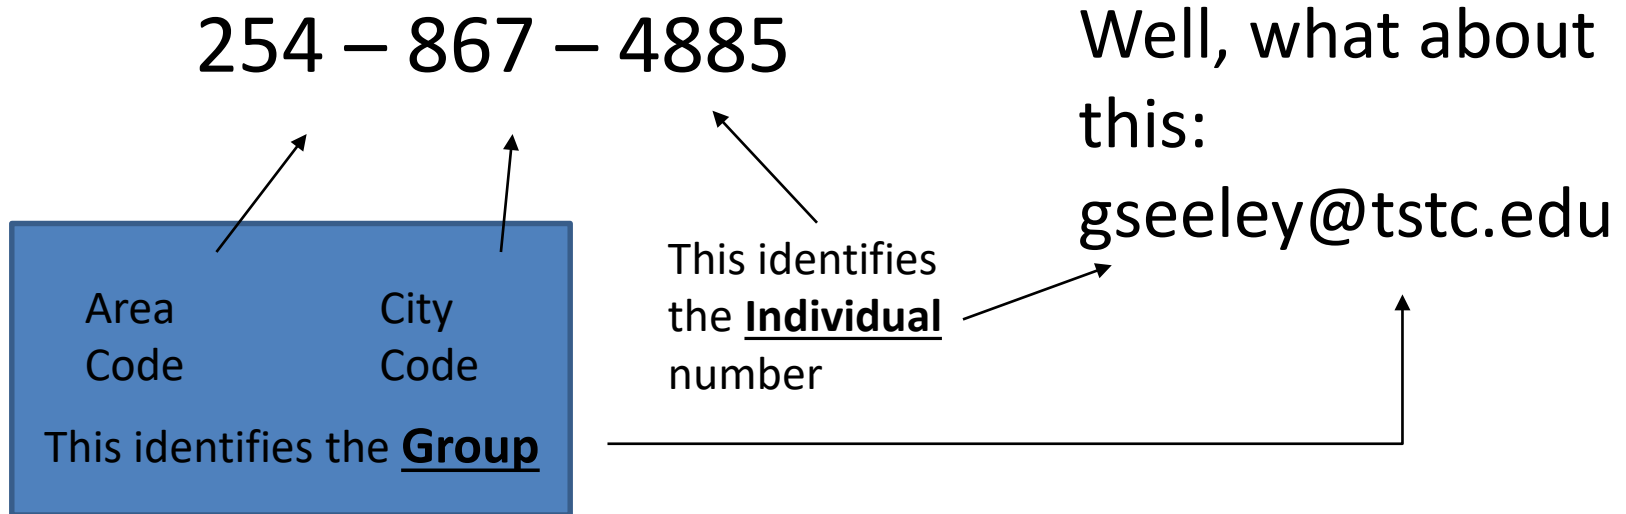 254 – 867 – 4885
Well, what about
this:
gseeley@tstc.edu
Area
Code
City
Code
This identifies the Group
This identifies
the Individual
number